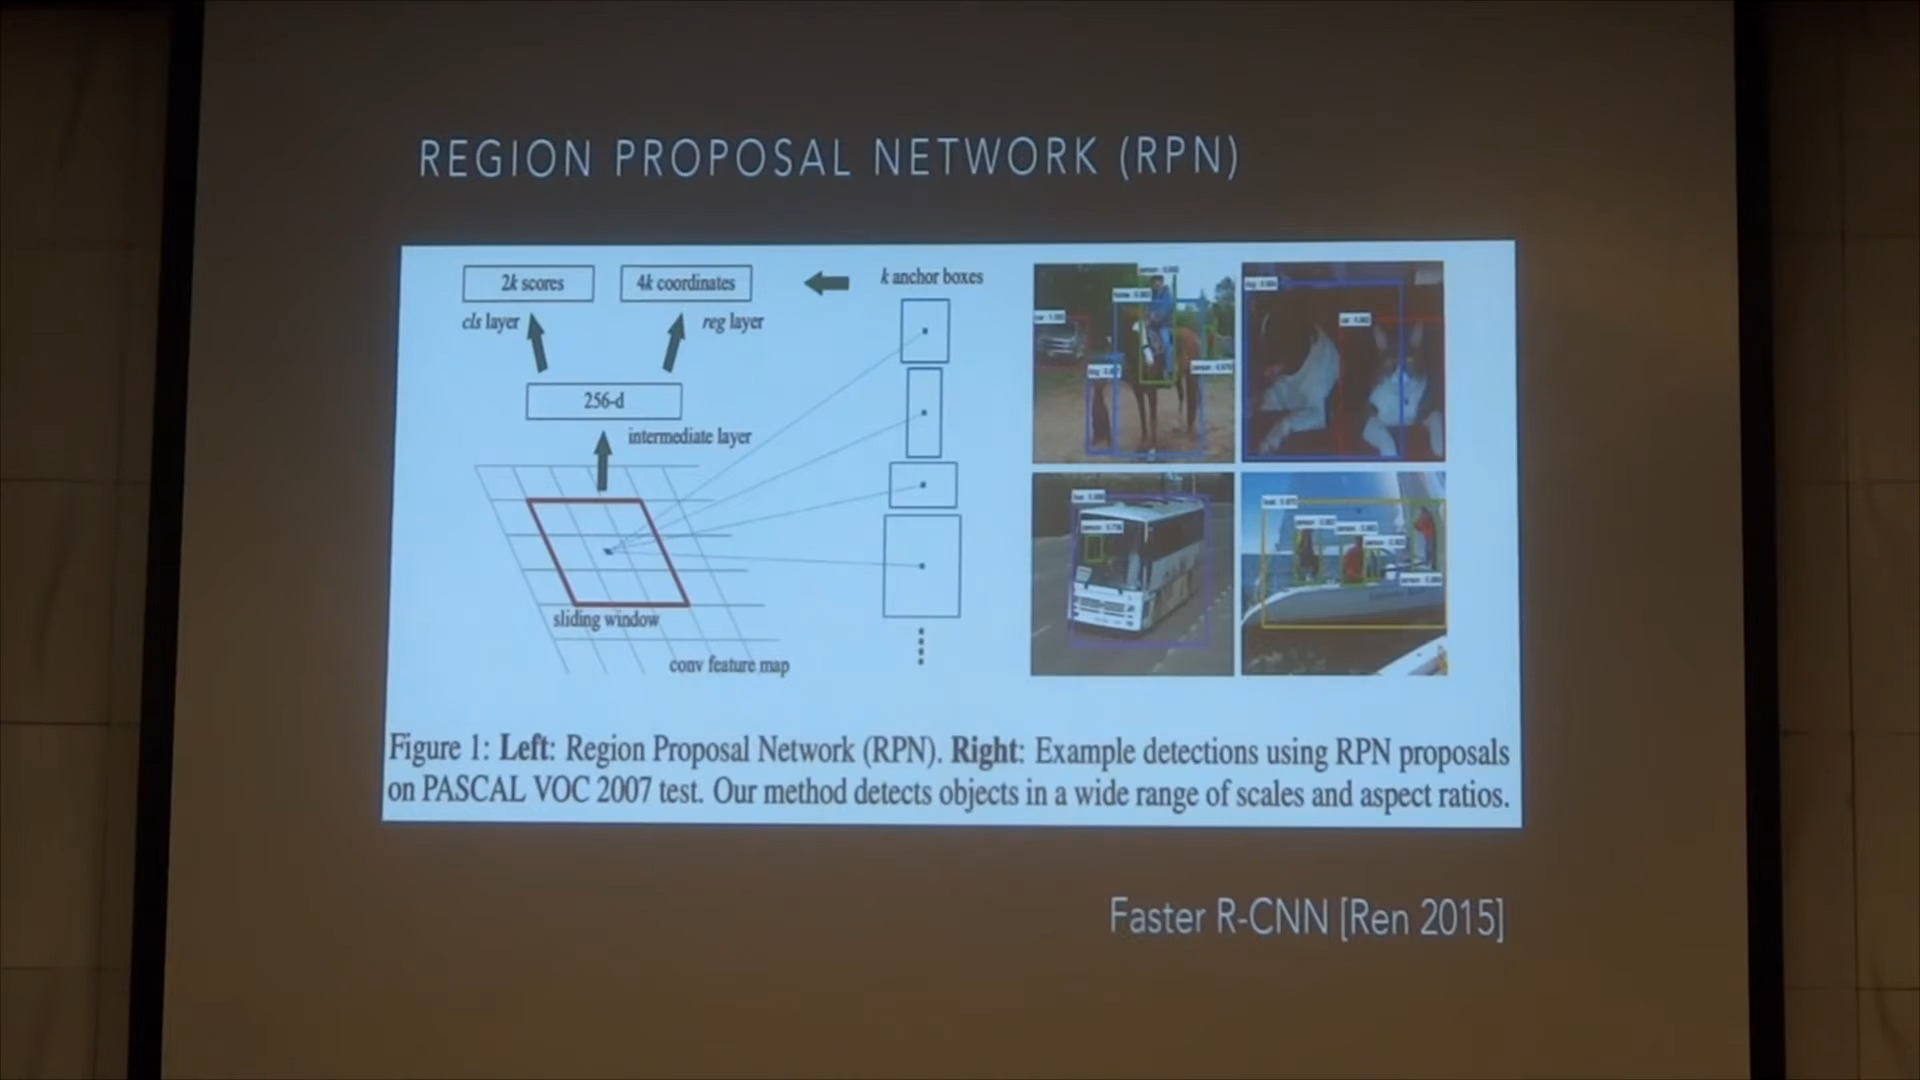 REGION PROPOSAL NETWORK (RPN)
2k scores
4k coordinates
k anchor boxes
cls layer
reg layer
256-d
intermediate layer
sliding window
conv feature map
Figure 1: Left: Region Proposal Network (RPN). Right: Example detections using RPN proposals
on PASCAL VOC 2007 test. Our method detects objects in a wide range of scales and aspect ratios.
Faster R-CNN [Ren 2015]